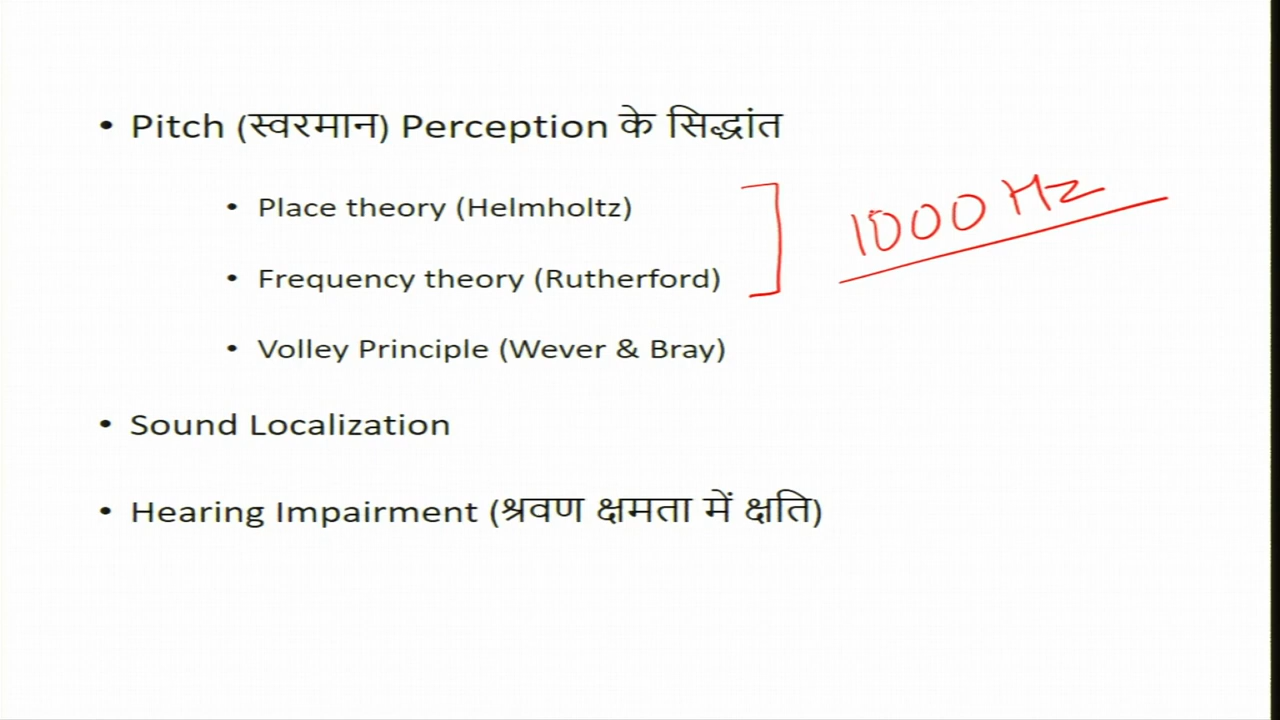 • Pitch (स्वरमान) Perception के सिद्धांत
• Place theory (Helmholtz)
1000 Hz
• Frequency theory (Rutherford)
• Volley Principle (Wever & Bray)
• Sound Localization
• Hearing Impairment (श्रवण क्षमता में क्षति)